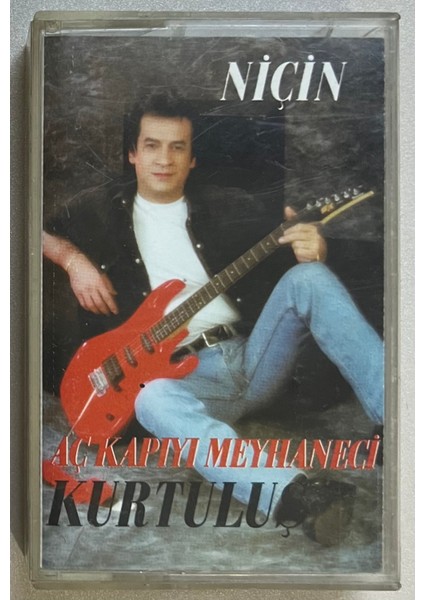 NİÇİN
AÇ KAPIYI MEYHANECİ
KURTULUŞ